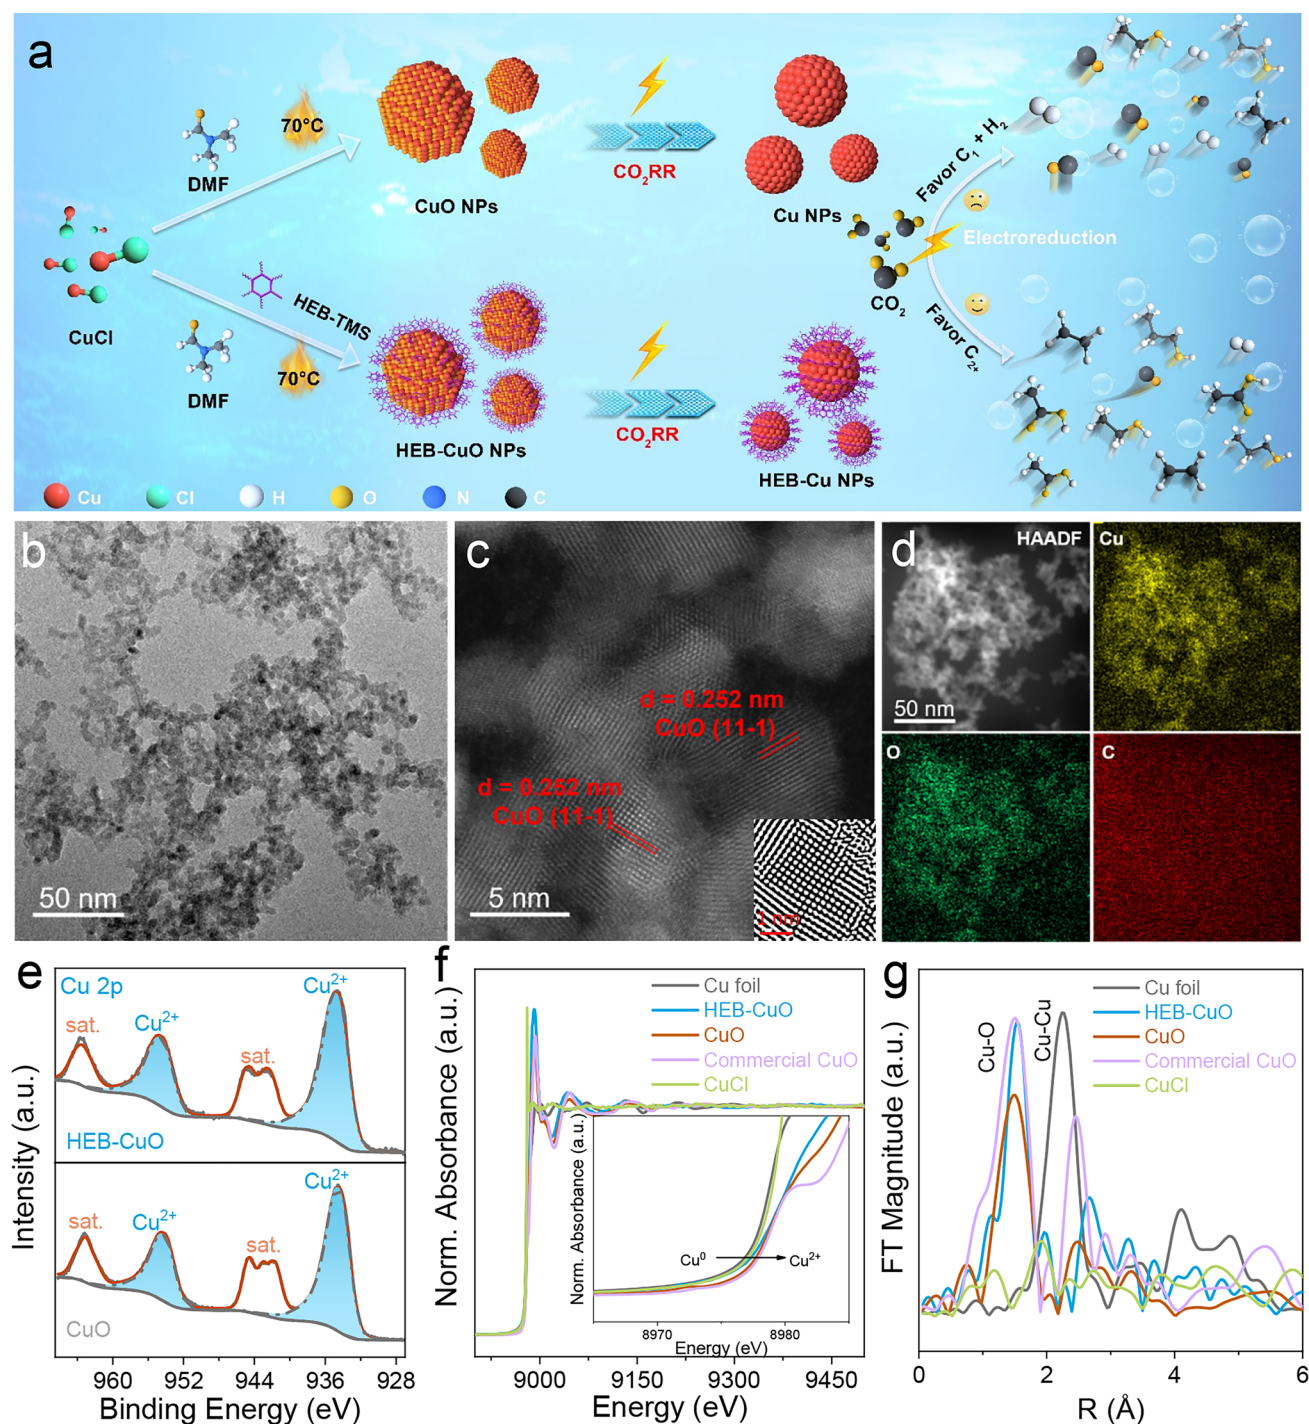 a
DMF
70°C
CuO NPs
CO₂RR
Cu NPs
Favor C₁ + H₂
Electroreduction
CO₂
Favor C₂₊
CuCl
HEB-TMS
DMF
70°C
HEB-CuO NPs
CO₂RR
HEB-Cu NPs
Cu Cl H O N C
b
50 nm
c
d = 0.252 nm
CuO (11-1)
d = 0.252 nm
CuO (11-1)
5 nm
1 nm
d
HAADF
50 nm
Cu
O
C
e
Cu 2p
sat.
Cu²⁺
sat.
Cu²⁺
HEB-CuO
sat.
Cu²⁺
sat.
Cu²⁺
CuO
Intensity (a.u.)
960 952 944 936 928
Binding Energy (eV)
f
Cu foil
HEB-CuO
CuO
Commercial CuO
CuCl
Norm. Absorbance (a.u.)
Norm. Absorbance (a.u.)
Cu⁰
Cu²⁺
8970 8980
Energy (eV)
9000 9150 9300 9450
Energy (eV)
g
Cu-O
Cu-Cu
Cu foil
HEB-CuO
CuO
Commercial CuO
CuCl
FT Magnitude (a.u.)
0 2 4 6
R (Å)